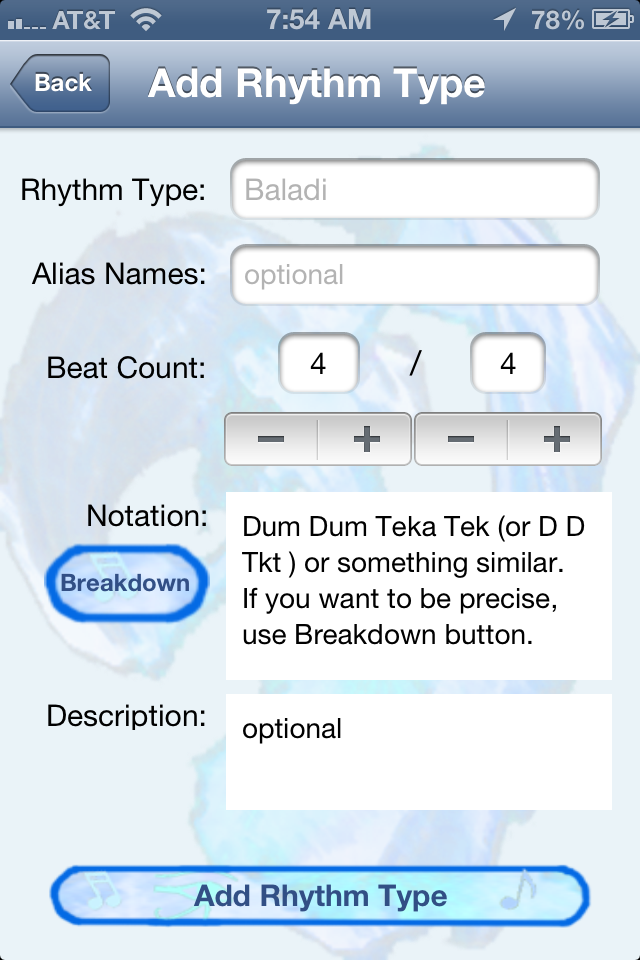 AT&T 7:54 AM 78%
Back Add Rhythm Type
Rhythm Type: Baladi
Alias Names: optional
Beat Count: 4 / 4
− + − +
Notation: Dum Dum Teka Tek (or D D
Tkt ) or something similar.
If you want to be precise,
use Breakdown button.
Breakdown
Description: optional
Add Rhythm Type